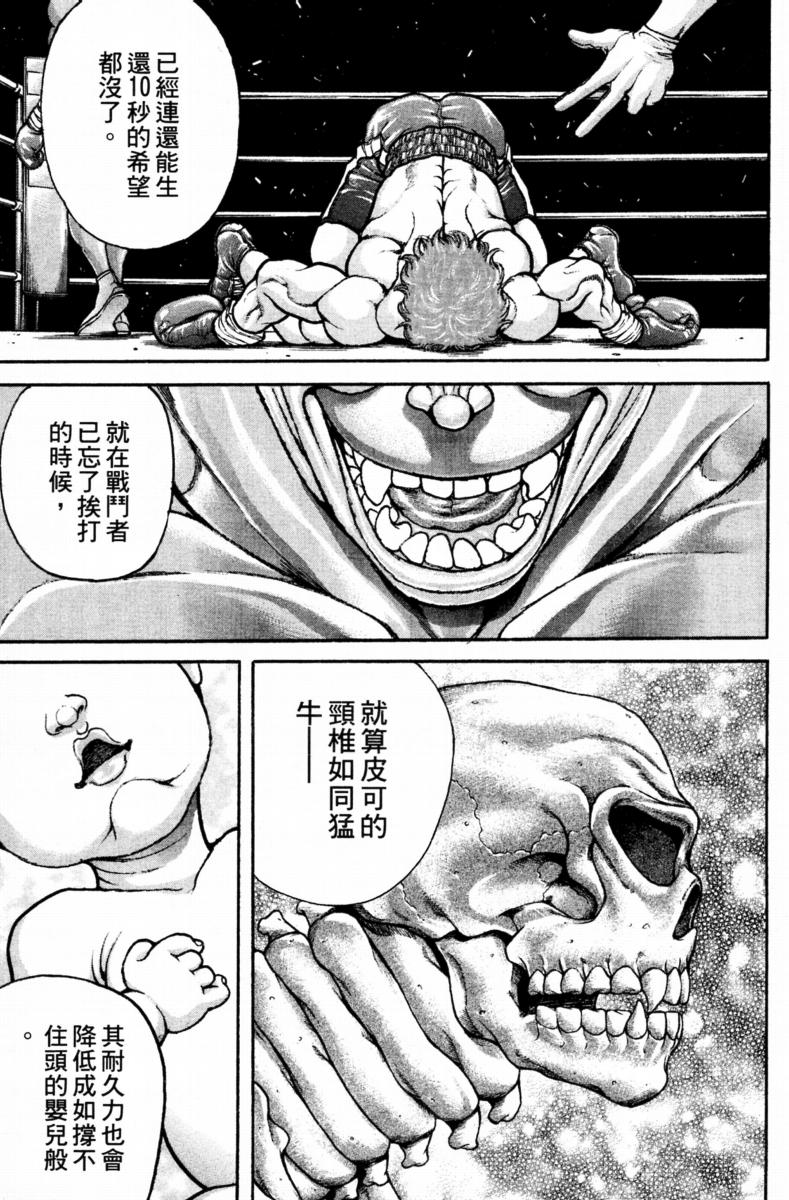 已經連還能生
還10秒的希望
都沒了。
就在戰鬥者
已忘了挨打
的時候，
就算皮可的
頸椎如同猛
牛——
其耐久力也會
降低成如撐不
住頭的嬰兒般
。